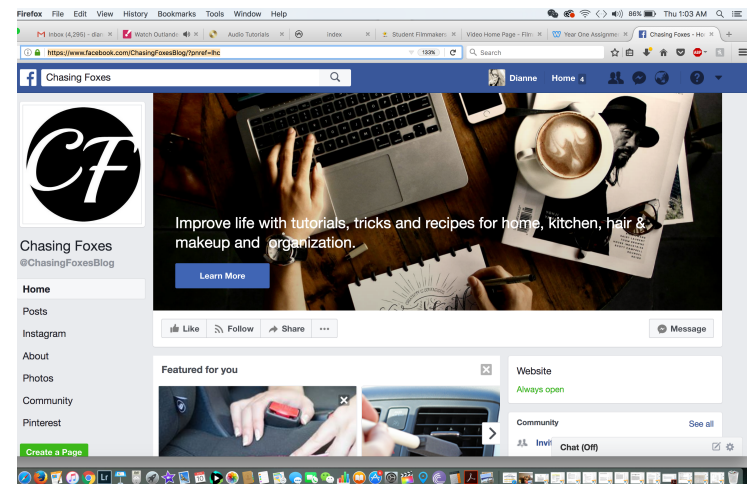 Firefox File Edit View History Bookmarks Tools Window Help 86% Thu 1:03 AM
M Inbox (4,295) - dian Watch Outlande Audio Tutorials Index Student Filmmakers Video Home Page - Film Year One Assignme Chasing Foxes - Ho
https://www.facebook.com/ChasingFoxesBlog/?pnref=lhc 133% C Search
f Chasing Foxes Dianne Home 4
CF
Improve life with tutorials, tricks and recipes for home, kitchen, hair &
makeup and organization.
Learn More
Chasing Foxes
@ChasingFoxesBlog
Home
Posts
Instagram
About
Photos
Community
Pinterest
Create a Page
Like Follow Share ••• Message
Featured for you
Website
Always open
Community See all
Invit
Chat (Off)